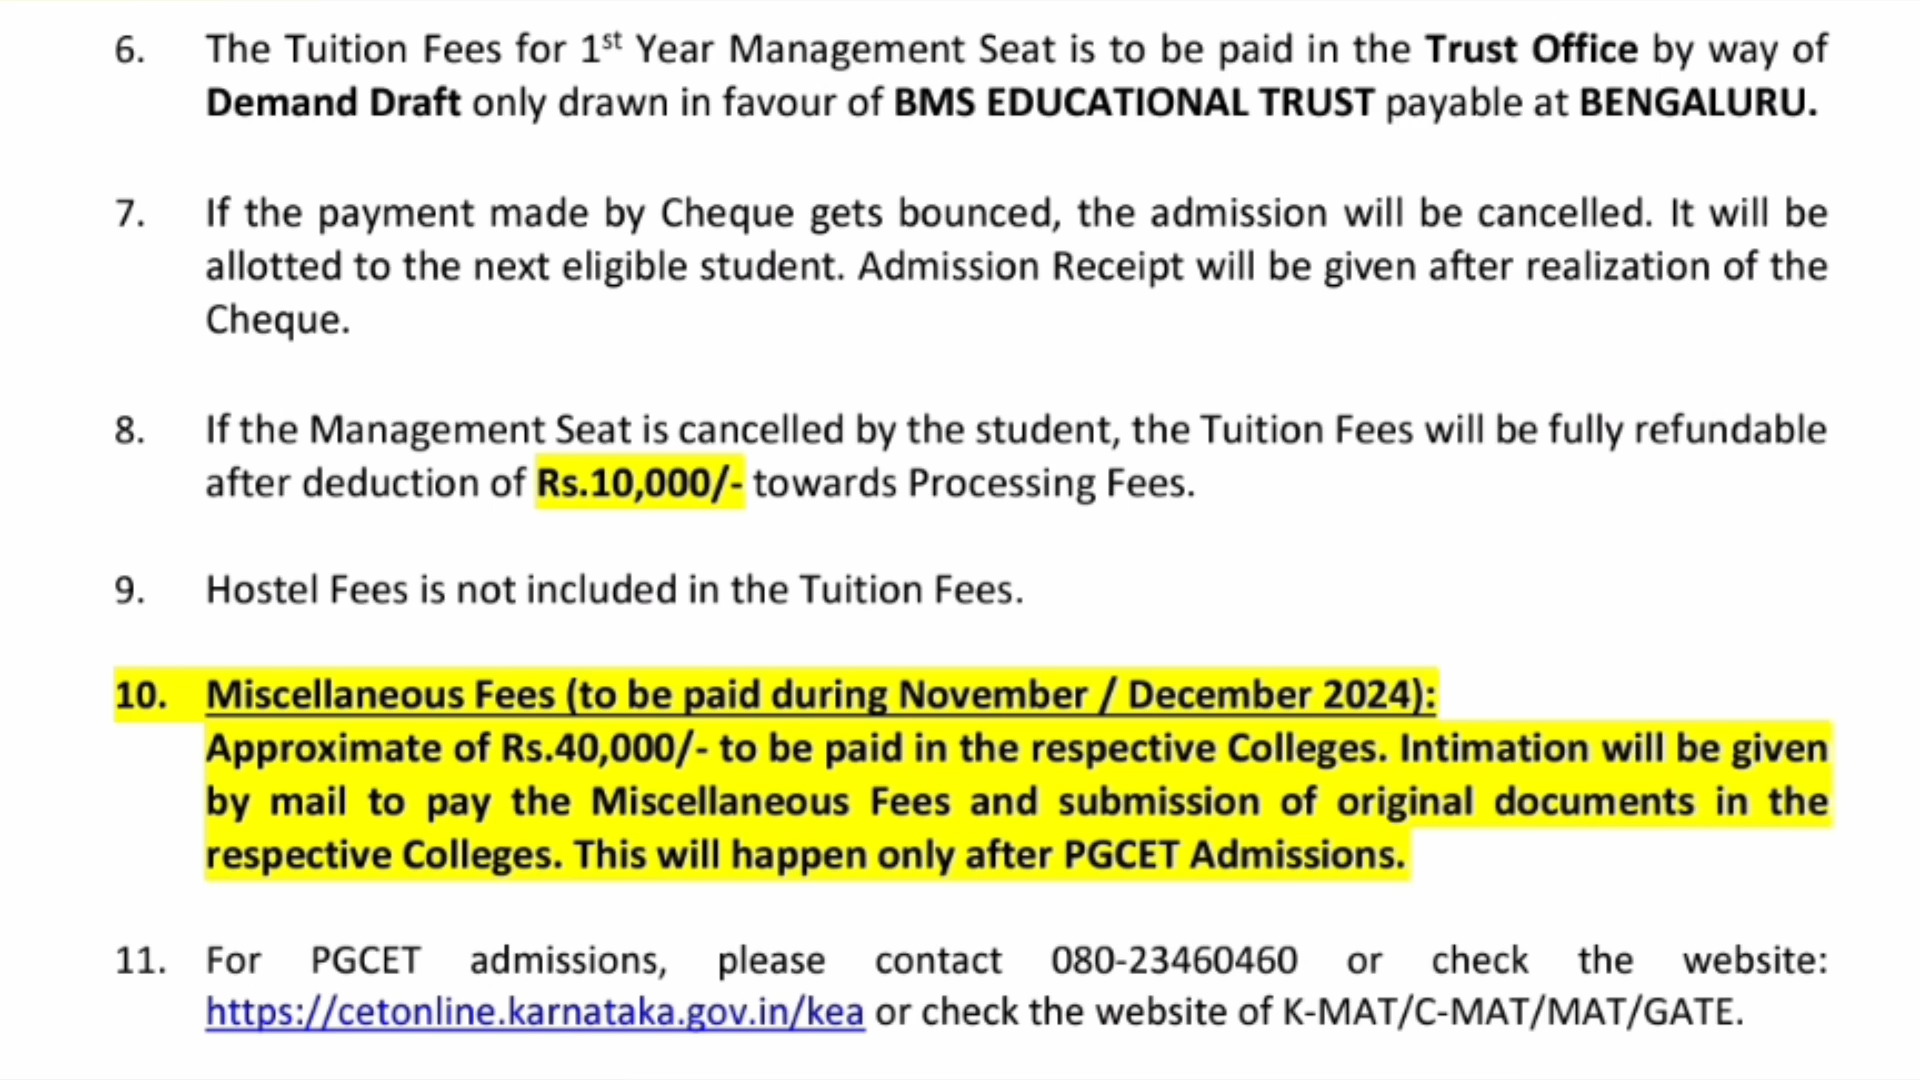 6. The Tuition Fees for 1st Year Management Seat is to be paid in the Trust Office by way of
Demand Draft only drawn in favour of BMS EDUCATIONAL TRUST payable at BENGALURU.
7. If the payment made by Cheque gets bounced, the admission will be cancelled. It will be
allotted to the next eligible student. Admission Receipt will be given after realization of the
Cheque.
8. If the Management Seat is cancelled by the student, the Tuition Fees will be fully refundable
after deduction of Rs.10,000/- towards Processing Fees.
9. Hostel Fees is not included in the Tuition Fees.
10. Miscellaneous Fees (to be paid during November / December 2024):
Approximate of Rs.40,000/- to be paid in the respective Colleges. Intimation will be given
by mail to pay the Miscellaneous Fees and submission of original documents in the
respective Colleges. This will happen only after PGCET Admissions.
11. For PGCET admissions, please contact 080-23460460 or check the website:
https://cetonline.karnataka.gov.in/kea or check the website of K-MAT/C-MAT/MAT/GATE.